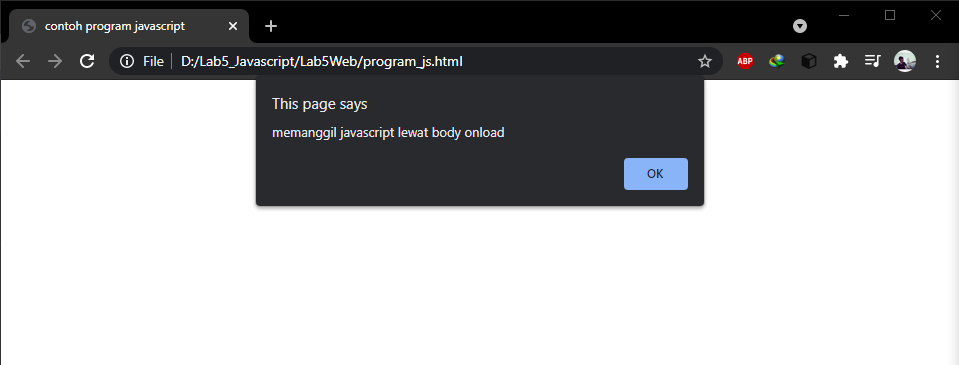 contoh program javascript
File
D:/Lab5_Javascript/Lab5Web/program_js.html
ABP
This page says
memanggil javascript lewat body onload
OK